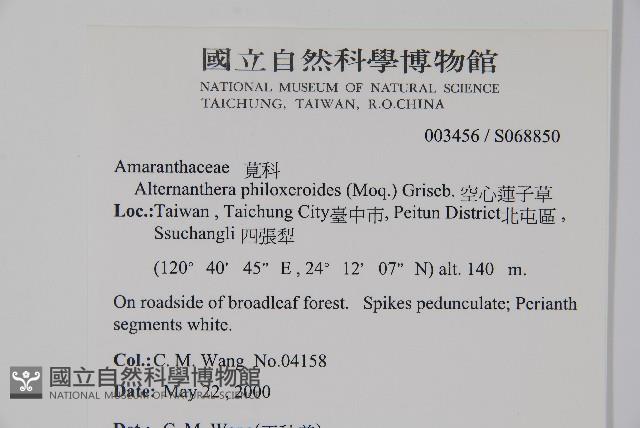 國立自然科學博物館
NATIONAL MUSEUM OF NATURAL SCIENCE
TAICHUNG, TAIWAN, R.O.CHINA
003456 / S068850
Amaranthaceae 莧科
Alternanthera philoxeroides (Moq.) Griseb. 空心蓮子草
Loc.:Taiwan , Taichung City臺中市, Peitun District北屯區 ,
Ssuchangli 四張犁
(120° 40' 45" E , 24° 12' 07" N) alt. 140 m.
On roadside of broadleaf forest. Spikes pedunculate; Perianth
segments white.
Col.:C. M. Wang No.04158
國立自然科學博物館
Date: May 22 , 2000
NATIONAL MUSEUM OF NATURAL SCIENCE
C. M. Wang